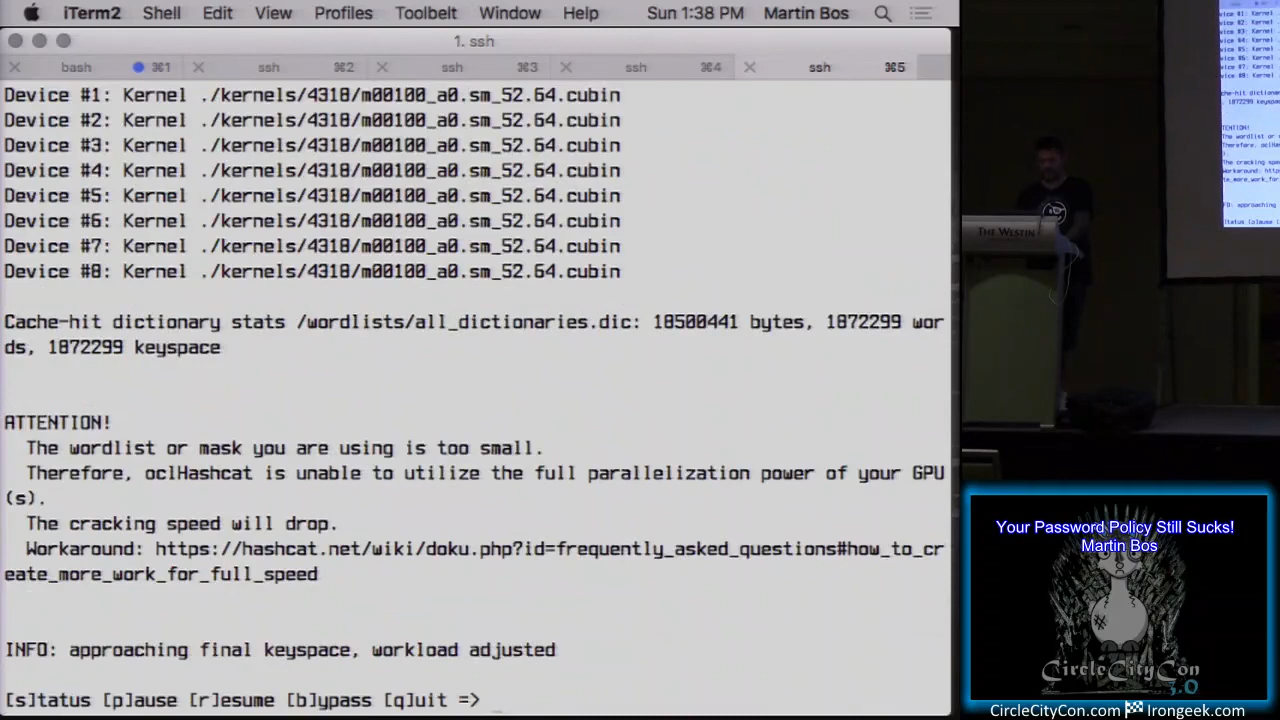 iTerm2 Shell Edit View Profiles Toolbelt Window Help Sun 1:38 PM Martin Bos
1. ssh
bash ⌘1 ssh ⌘2 ssh ⌘3 ssh ⌘4 ssh ⌘5
Device #1: Kernel ./kernels/4318/m00100_a0.sm_52.64.cubin
Device #2: Kernel ./kernels/4318/m00100_a0.sm_52.64.cubin
Device #3: Kernel ./kernels/4318/m00100_a0.sm_52.64.cubin
Device #4: Kernel ./kernels/4318/m00100_a0.sm_52.64.cubin
Device #5: Kernel ./kernels/4318/m00100_a0.sm_52.64.cubin
Device #6: Kernel ./kernels/4318/m00100_a0.sm_52.64.cubin
Device #7: Kernel ./kernels/4318/m00100_a0.sm_52.64.cubin
Device #8: Kernel ./kernels/4318/m00100_a0.sm_52.64.cubin
Cache-hit dictionary stats /wordlists/all_dictionaries.dic: 18500441 bytes, 1872299 wor
ds, 1872299 keyspace
ATTENTION!
The wordlist or mask you are using is too small.
Therefore, oclHashcat is unable to utilize the full parallelization power of your GPU
(s).
The cracking speed will drop.
Workaround: https://hashcat.net/wiki/doku.php?id=frequently_asked_questions#how_to_cr
eate_more_work_for_full_speed
INFO: approaching final keyspace, workload adjusted
[s]tatus [p]ause [r]esume [b]ypass [q]uit =>
THE WESTIN
Your Password Policy Still Sucks!
Martin Bos
CircleCityCon
3.0
CircleCityCon.com Irongeek.com